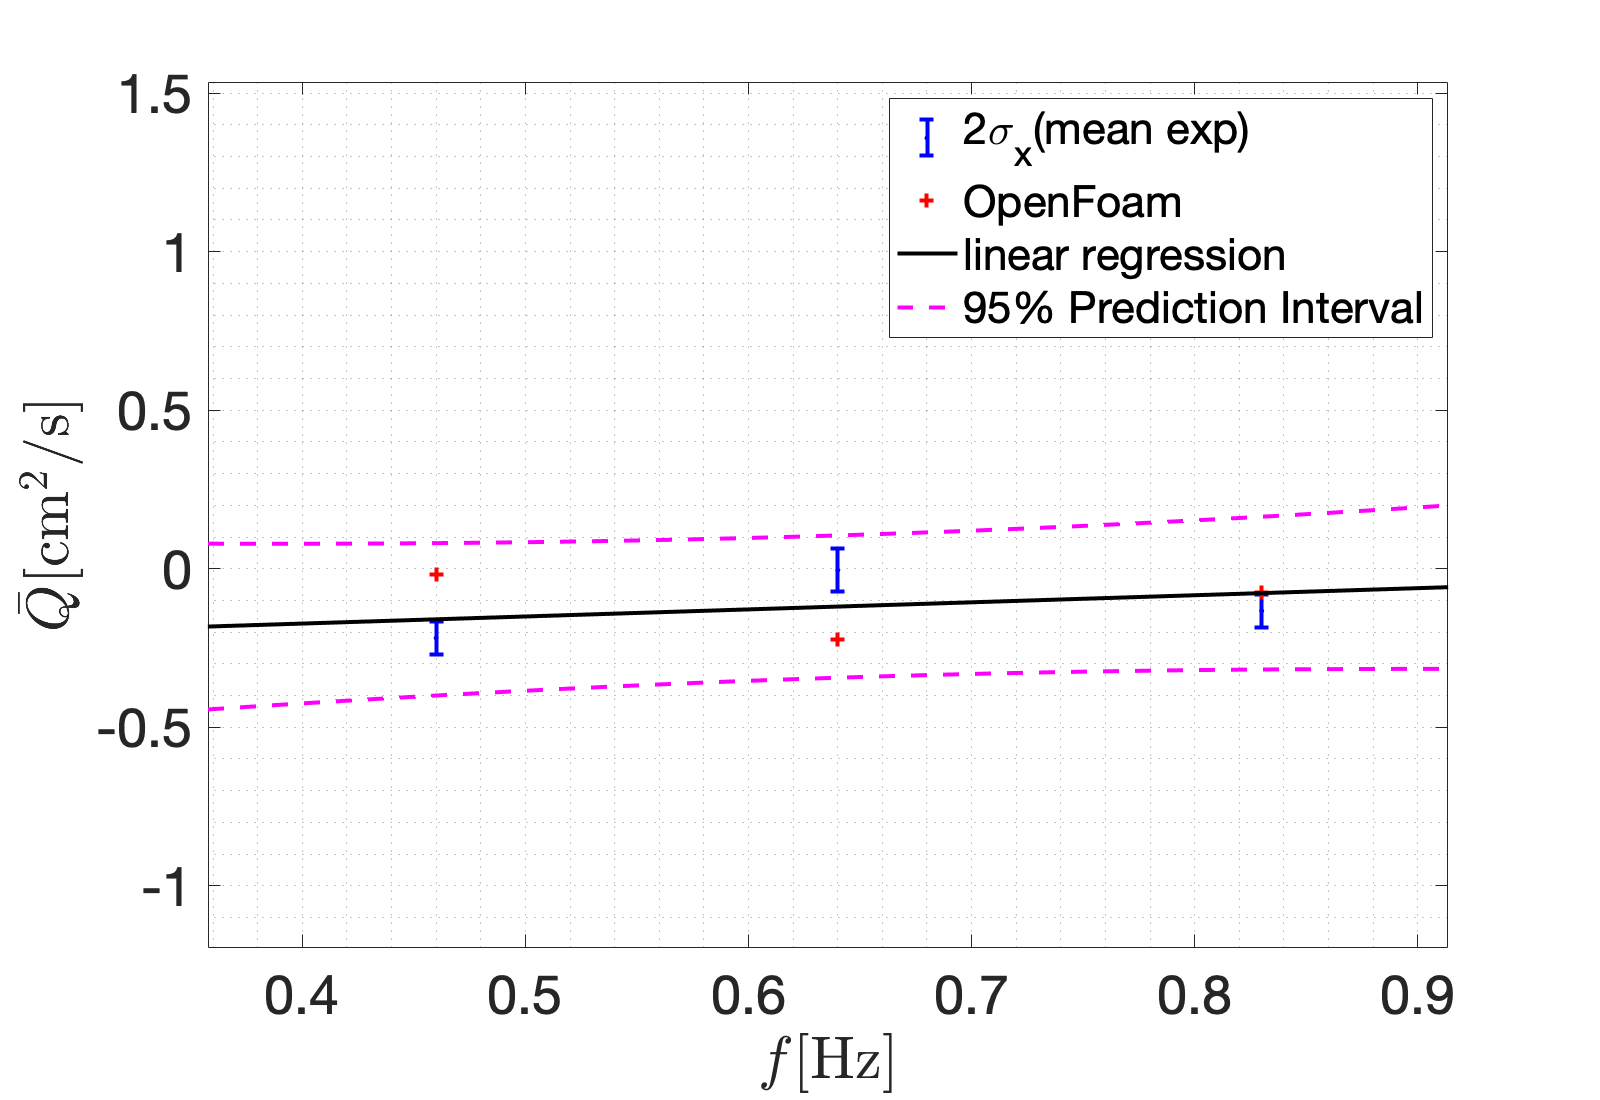 1.5
1
0.5
0
-0.5
-1
Q̄[cm²/s]
2σₓ(mean exp)
OpenFoam
linear regression
95% Prediction Interval
0.4 0.5 0.6 0.7 0.8 0.9
f[Hz]